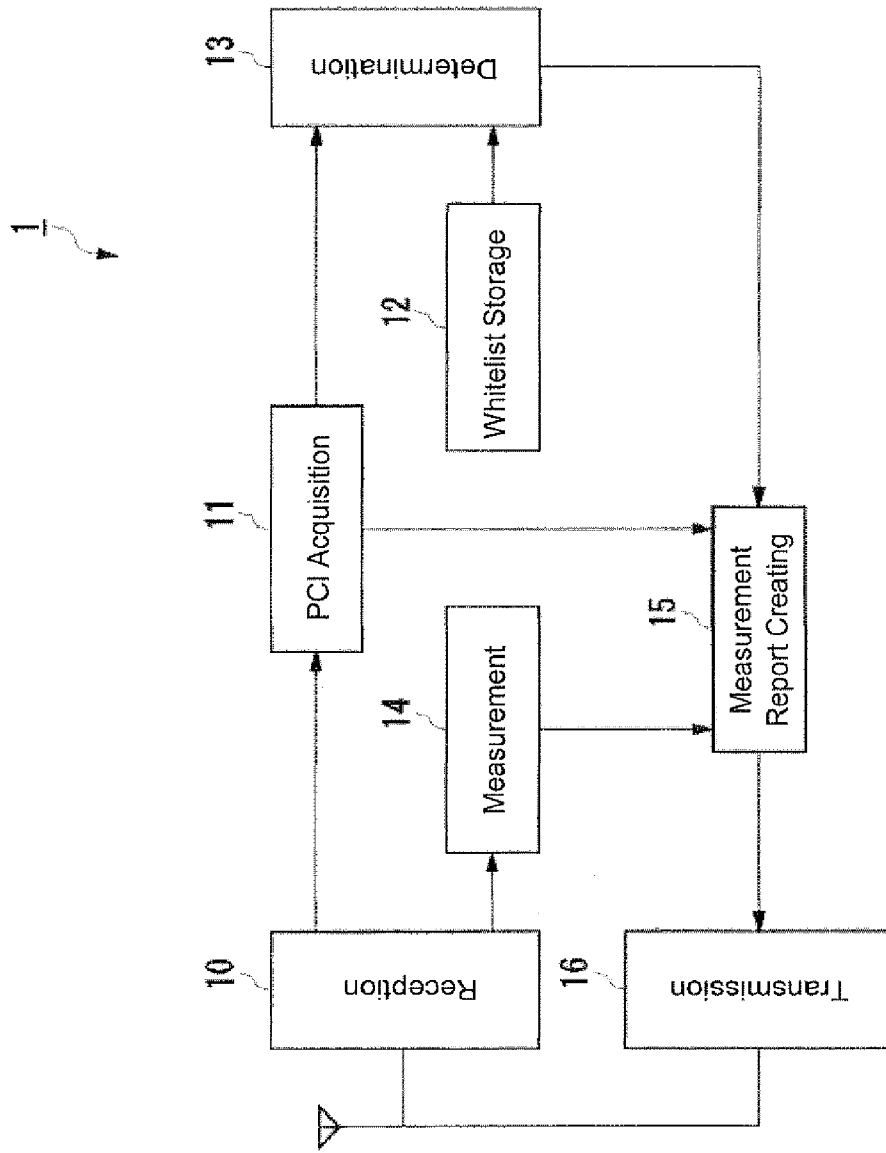 1
10
Reception
11
PCI Acquisition
13
Determination
14
Measurement
12
Whitelist Storage
16
Transmission
15
Measurement
Report Creating